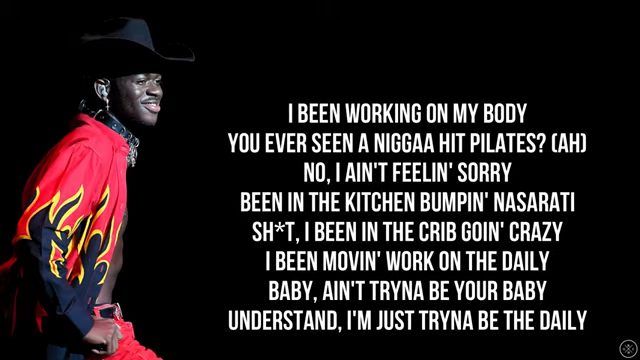 I BEEN WORKING ON MY BODY
YOU EVER SEEN A NIGGAA HIT PILATES? (AH)
NO, I AIN'T FEELIN' SORRY
BEEN IN THE KITCHEN BUMPIN' NASARATI
SH*T, I BEEN IN THE CRIB GOIN' CRAZY
I BEEN MOVIN' WORK ON THE DAILY
BABY, AIN'T TRYNA BE YOUR BABY
UNDERSTAND, I'M JUST TRYNA BE THE DAILY